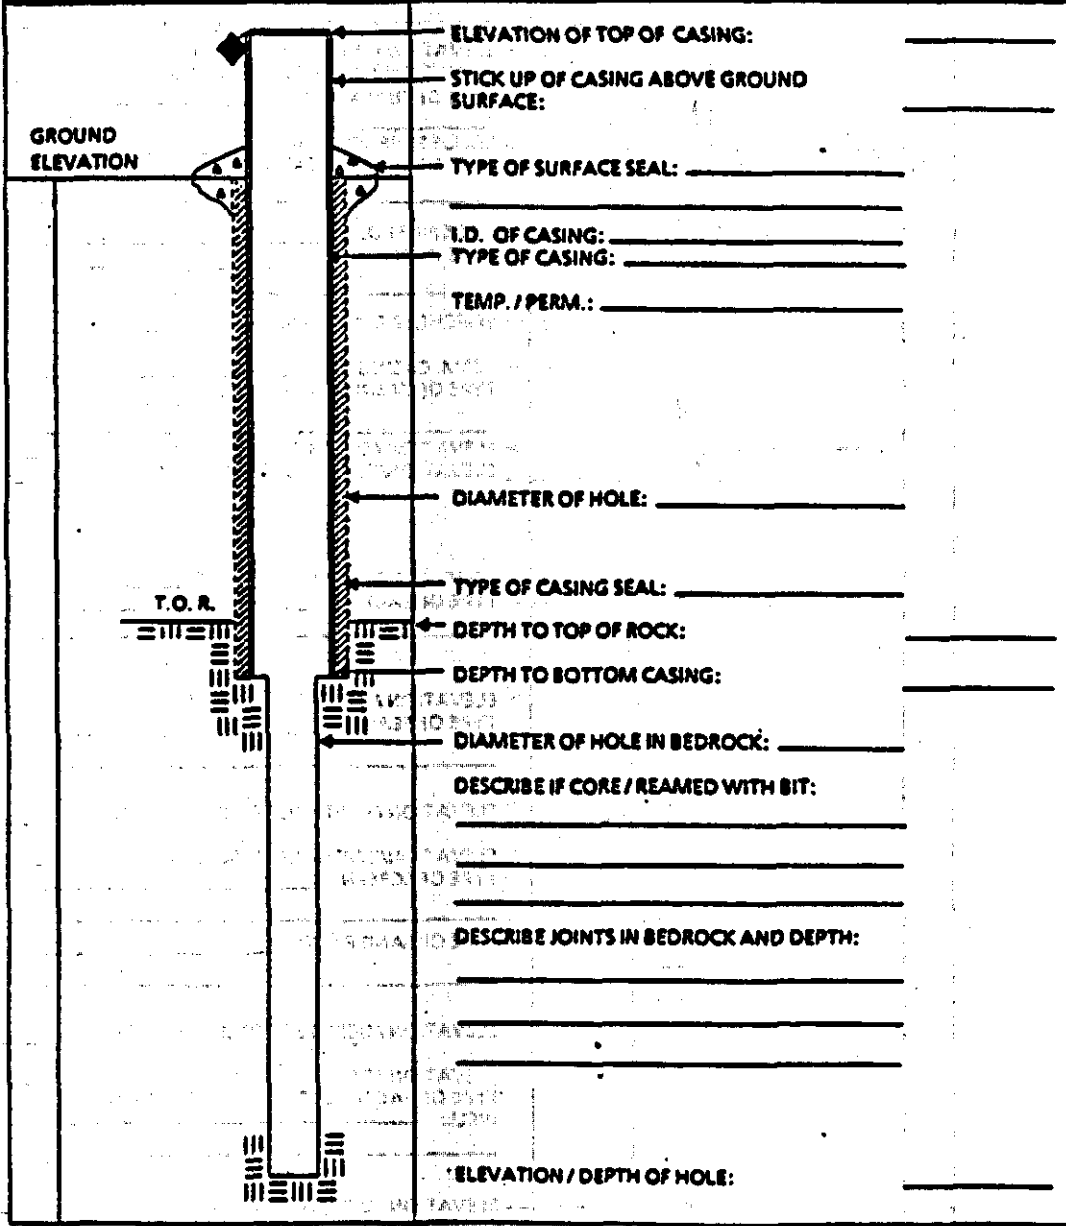 ELEVATION OF TOP OF CASING:
STICK UP OF CASING ABOVE GROUND
SURFACE:
GROUND
ELEVATION
TYPE OF SURFACE SEAL:
I.D. OF CASING:
TYPE OF CASING:
TEMP. / PERM.:
DIAMETER OF HOLE:
TYPE OF CASING SEAL:
T.O.R.
DEPTH TO TOP OF ROCK:
DEPTH TO BOTTOM CASING:
DIAMETER OF HOLE IN BEDROCK:
DESCRIBE IF CORE / REAMED WITH BIT:
DESCRIBE JOINTS IN BEDROCK AND DEPTH:
ELEVATION / DEPTH OF HOLE: